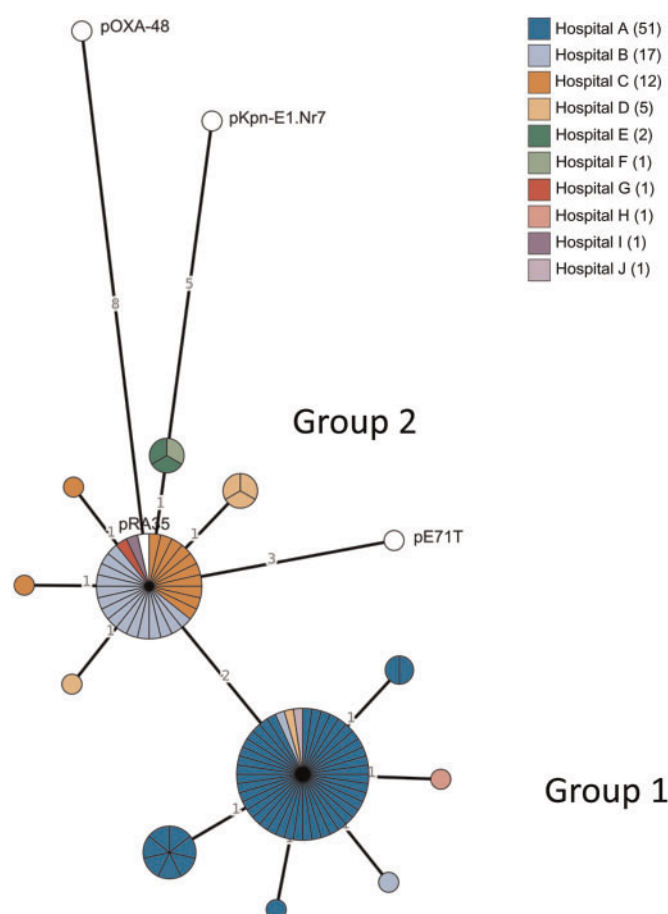 pOXA-48
Hospital A (51)
Hospital B (17)
Hospital C (12)
Hospital D (5)
Hospital E (2)
Hospital F (1)
Hospital G (1)
Hospital H (1)
Hospital I (1)
Hospital J (1)
pKpn-E1.Nr7
5
8
Group 2
1
1
pRA35
1
pE71T
3
1
1
2
1
1
Group 1
1